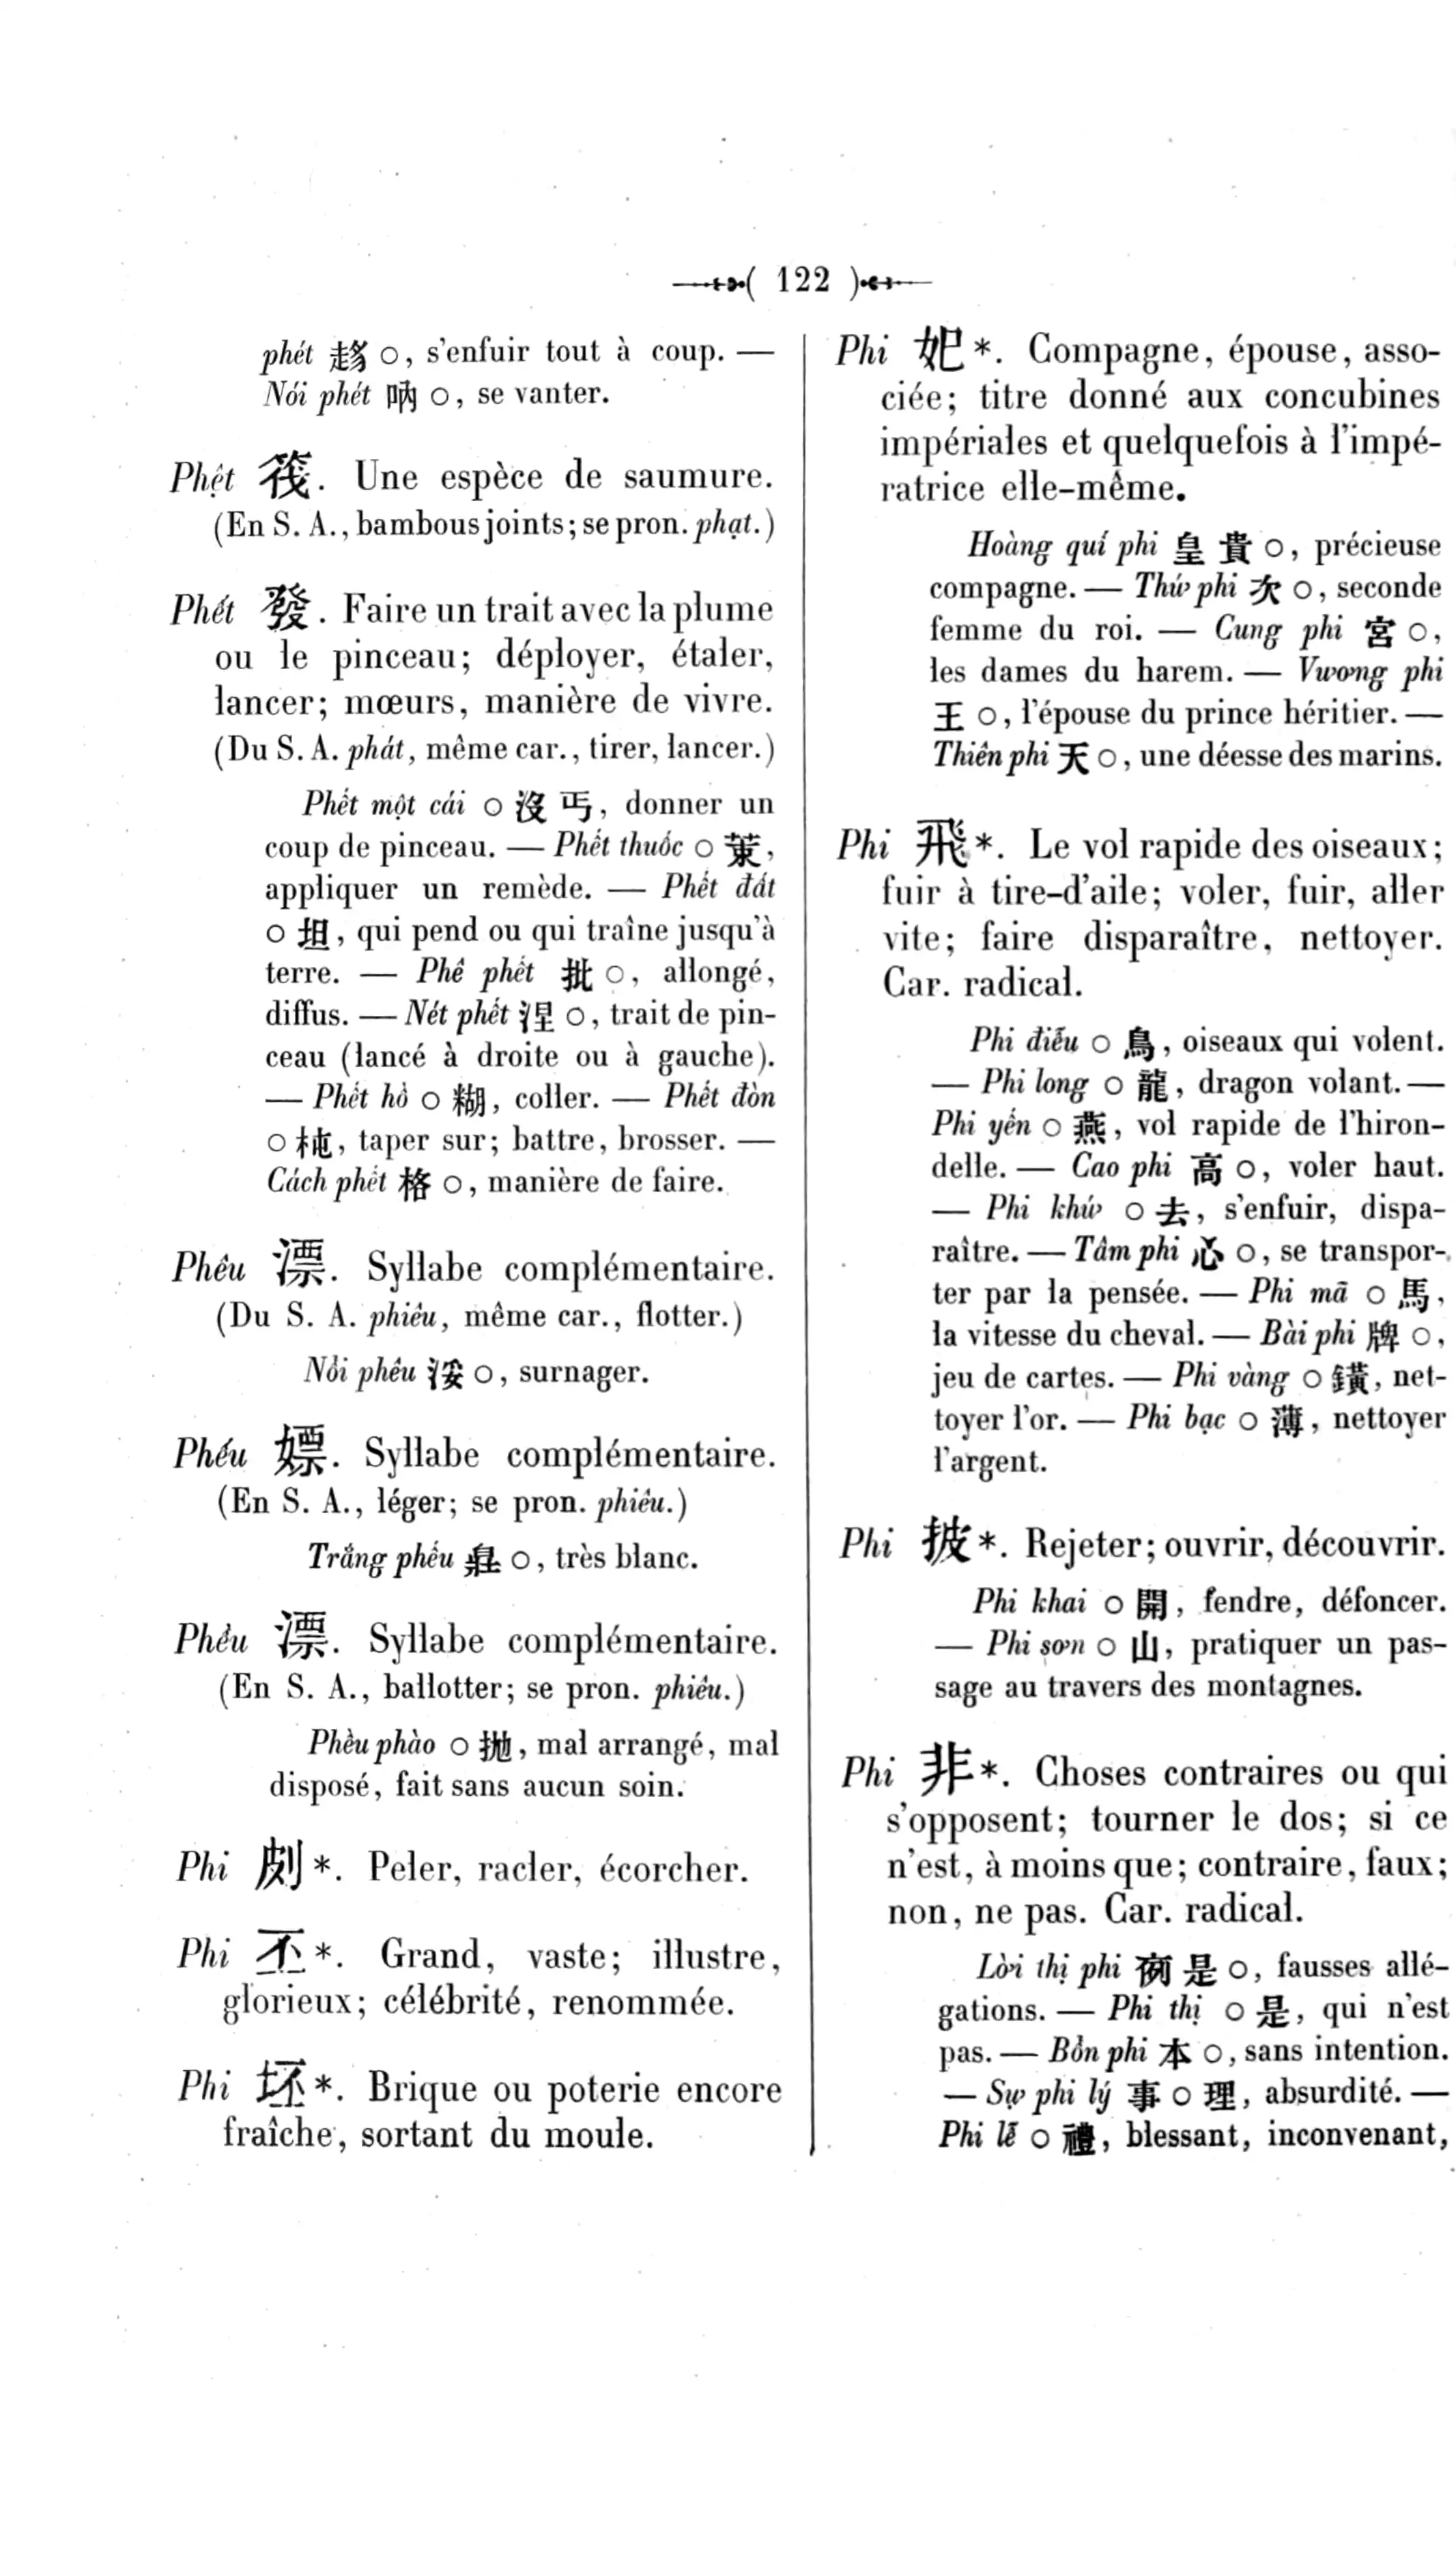 ( 122 )
phét 趍 ○, s'enfuir tout à coup. —
Nói phét 吶 ○, se vanter.
Phệt 筏. Une espèce de saumure.
(En S. A., bambous joints; se pron. phạt.)
Phết 發. Faire un trait avec la plume
ou le pinceau; déployer, étaler,
lancer; mœurs, manière de vivre.
(Du S. A. phát, même car., tirer, lancer.)
Phết một cái ○ 沒 丐, donner un
coup de pinceau. — Phết thuốc ○ 葉,
appliquer un remède. — Phết đất
○ 坦, qui pend ou qui traîne jusqu'à
terre. — Phê phết 批 ○, allongé,
diffus. — Nét phết 湼 ○, trait de pin-
ceau (lancé à droite ou à gauche).
— Phết hồ ○ 糊, coller. — Phết đòn
○ 杶, taper sur; battre, brosser. —
Cách phết 格 ○, manière de faire.
Phêu 漂. Syllabe complémentaire.
(Du S. A. phiêu, même car., flotter.)
Nổi phêu 浽 ○, surnager.
Phếu 嫖. Syllabe complémentaire.
(En S. A., léger; se pron. phiêu.)
Trắng phếu ○, très blanc.
Phều 漂. Syllabe complémentaire.
(En S. A., ballotter; se pron. phiêu.)
Phều phào ○ 拋, mal arrangé, mal
disposé, fait sans aucun soin.
Phi 㓟 *. Peler, racler, écorcher.
Phi 丕 *. Grand, vaste; illustre,
glorieux; célébrité, renommée.
Phi 坯 *. Brique ou poterie encore
fraîche, sortant du moule.
Phi 妃 *. Compagne, épouse, asso-
ciée; titre donné aux concubines
impériales et quelquefois à l'impé-
ratrice elle-même.
Hoàng quí phi 皇 貴 ○, précieuse
compagne. — Thứ phi 次 ○, seconde
femme du roi. — Cung phi 宮 ○,
les dames du harem. — Vương phi
王 ○, l'épouse du prince héritier. —
Thiên phi 天 ○, une déesse des marins.
Phi 飛 *. Le vol rapide des oiseaux;
fuir à tire-d'aile; voler, fuir, aller
vite; faire disparaître, nettoyer.
Car. radical.
Phi điểu ○ 鳥, oiseaux qui volent.
— Phi long ○ 龍, dragon volant. —
Phi yến ○ 燕, vol rapide de l'hiron-
delle. — Cao phi 高 ○, voler haut.
— Phi khứ ○ 去, s'enfuir, dispa-
raître. — Tâm phi 心 ○, se transpor-
ter par la pensée. — Phi mã ○ 馬,
la vitesse du cheval. — Bài phi 牌 ○,
jeu de cartes. — Phi vàng ○ 鐄, net-
toyer l'or. — Phi bạc ○ 薄, nettoyer
l'argent.
Phi 披 *. Rejeter; ouvrir, découvrir.
Phi khai ○ 開, fendre, défoncer.
— Phi sơn ○ 山, pratiquer un pas-
sage au travers des montagnes.
Phi 非 *. Choses contraires ou qui
s'opposent; tourner le dos; si ce
n'est, à moins que; contraire, faux;
non, ne pas. Car. radical.
Lời thị phi 是 ○, fausses allé-
gations. — Phi thị ○ 是, qui n'est
pas. — Bổn phi 本 ○, sans intention.
— Sự phi lý 事 ○ 理, absurdité. —
Phi lễ ○ 禮, blessant, inconvenant,